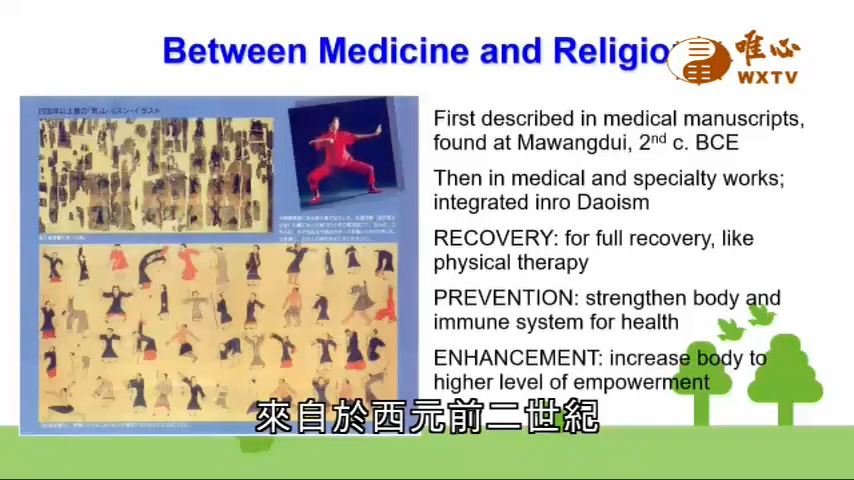 Between Medicine and Religio
唯心
WXTV
First described in medical manuscripts,
found at Mawangdui, 2nd c. BCE
Then in medical and specialty works;
integrated inro Daoism
RECOVERY: for full recovery, like
physical therapy
PREVENTION: strengthen body and
immune system for health
ENHANCEMENT: increase body to
higher level of empowerment
來自於西元前二世紀